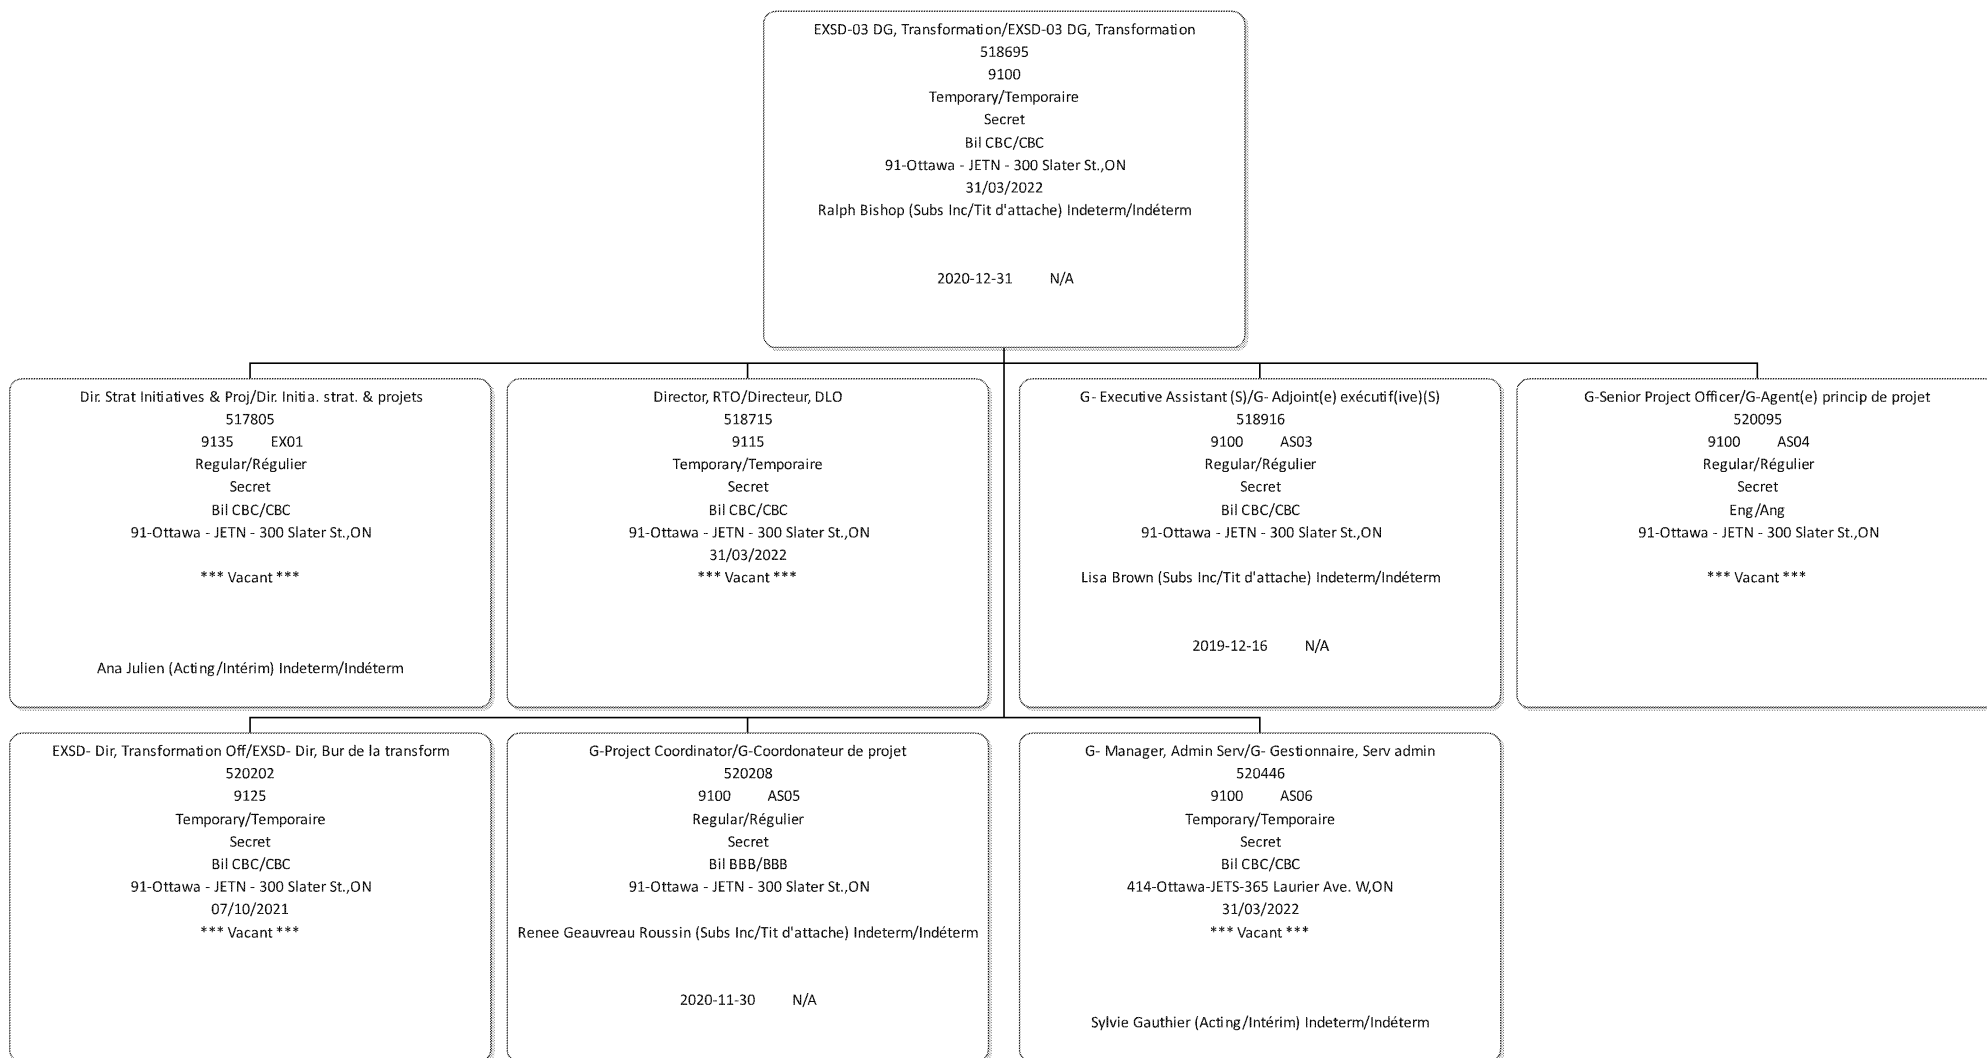 EXSD-03 DG, Transformation/EXSD-03 DG, Transformation
518695
9100
Temporary/Temporaire
Secret
Bil CBC/CBC
91-Ottawa - JETN - 300 Slater St.,ON
31/03/2022
Ralph Bishop (Subs Inc/Tit d'attache) Indeterm/Indéterm
2020-12-31 N/A
Dir. Strat Initiatives & Proj/Dir. Initia. strat. & projets
517805
9135 EX01
Regular/Régulier
Secret
Bil CBC/CBC
91-Ottawa - JETN - 300 Slater St.,ON
*** Vacant ***
Ana Julien (Acting/Intérim) Indeterm/Indéterm
Director, RTO/Directeur, DLO
518715
9115
Temporary/Temporaire
Secret
Bil CBC/CBC
91-Ottawa - JETN - 300 Slater St.,ON
31/03/2022
*** Vacant ***
G- Executive Assistant (S)/G- Adjoint(e) exécutif(ive)(S)
518916
9100 AS03
Regular/Régulier
Secret
Bil CBC/CBC
91-Ottawa - JETN - 300 Slater St.,ON
Lisa Brown (Subs Inc/Tit d'attache) Indeterm/Indéterm
2019-12-16 N/A
G-Senior Project Officer/G-Agent(e) princip de projet
520095
9100 AS04
Regular/Régulier
Secret
Eng/Ang
91-Ottawa - JETN - 300 Slater St.,ON
*** Vacant ***
EXSD- Dir, Transformation Off/EXSD- Dir, Bur de la transform
520202
9125
Temporary/Temporaire
Secret
Bil CBC/CBC
91-Ottawa - JETN - 300 Slater St.,ON
07/10/2021
*** Vacant ***
G-Project Coordinator/G-Coordonateur de projet
520208
9100 AS05
Regular/Régulier
Secret
Bil BBB/BBB
91-Ottawa - JETN - 300 Slater St.,ON
Renee Geauvreau Roussin (Subs Inc/Tit d'attache) Indeterm/Indéterm
2020-11-30 N/A
G- Manager, Admin Serv/G- Gestionnaire, Serv admin
520446
9100 AS06
Temporary/Temporaire
Secret
Bil CBC/CBC
414-Ottawa-JETS-365 Laurier Ave. W,ON
31/03/2022
*** Vacant ***
Sylvie Gauthier (Acting/Intérim) Indeterm/Indéterm